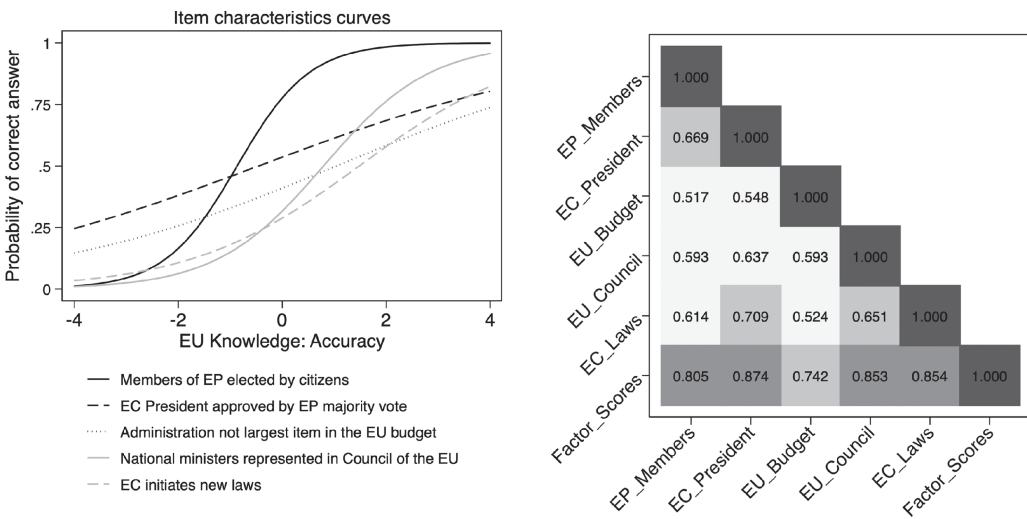 Item characteristics curves
Probability of correct answer
1
.75
.5
.25
0
-4 -2 0 2 4
EU Knowledge: Accuracy
Members of EP elected by citizens
EC President approved by EP majority vote
Administration not largest item in the EU budget
National ministers represented in Council of the EU
EC initiates new laws
EP_Members 1.000
EC_President 0.669 1.000
EU_Budget 0.517 0.548 1.000
EU_Council 0.593 0.637 0.593 1.000
EC_Laws 0.614 0.709 0.524 0.651 1.000
Factor_Scores 0.805 0.874 0.742 0.853 0.854 1.000
EP_Members EC_President EU_Budget EU_Council EC_Laws Factor_Scores